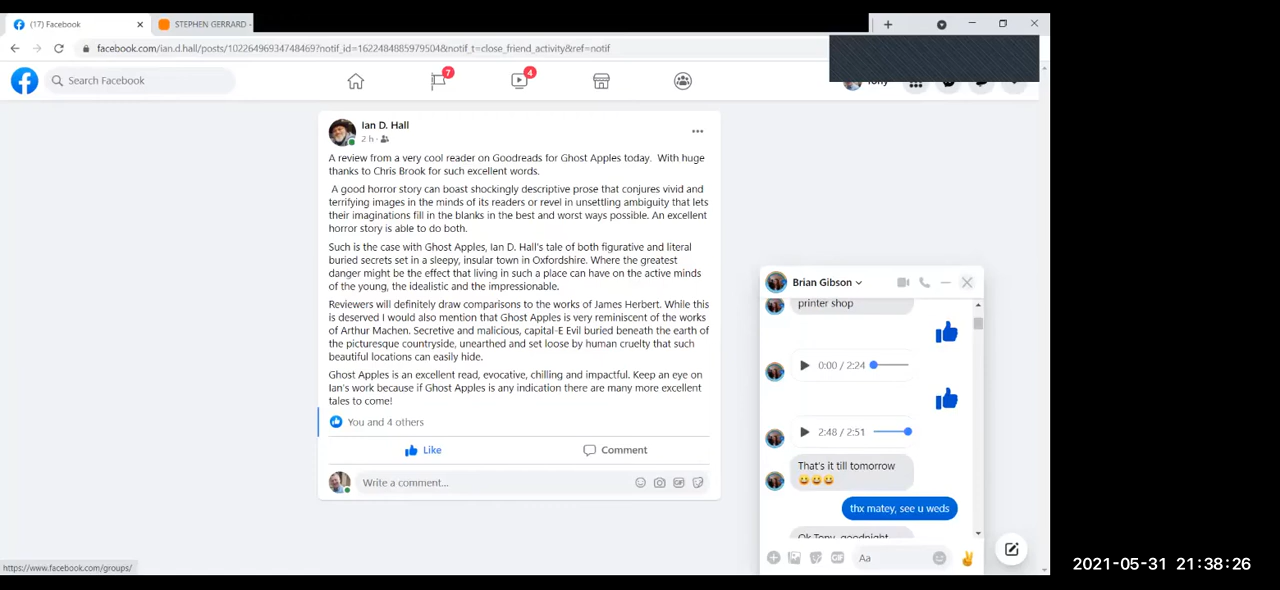 (17) Facebook
STEPHEN GERRARD -
facebook.com/ian.d.hall/posts/10226496934748469?notif_id=1622484885979504&notif_t=close_friend_activity&ref=notif
Search Facebook
7
4
Tony
Ian D. Hall
2 h ·
A review from a very cool reader on Goodreads for Ghost Apples today. With huge
thanks to Chris Brook for such excellent words.
A good horror story can boast shockingly descriptive prose that conjures vivid and
terrifying images in the minds of its readers or revel in unsettling ambiguity that lets
their imaginations fill in the blanks in the best and worst ways possible. An excellent
horror story is able to do both.
Such is the case with Ghost Apples, Ian D. Hall's tale of both figurative and literal
buried secrets set in a sleepy, insular town in Oxfordshire. Where the greatest
danger might be the effect that living in such a place can have on the active minds
of the young, the idealistic and the impressionable.
Reviewers will definitely draw comparisons to the works of James Herbert. While this
is deserved I would also mention that Ghost Apples is very reminiscent of the works
of Arthur Machen. Secretive and malicious, capital-E Evil buried beneath the earth of
the picturesque countryside, unearthed and set loose by human cruelty that such
beautiful locations can easily hide.
Ghost Apples is an excellent read, evocative, chilling and impactful. Keep an eye on
Ian's work because if Ghost Apples is any indication there are many more excellent
tales to come!
You and 4 others
Like
Comment
Write a comment...
GIF
Brian Gibson
printer shop
0:00 / 2:24
2:48 / 2:51
That's it till tomorrow
😀😀😀
thx matey, see u weds
Ok Tony, goodnight
GIF
Aa
https://www.facebook.com/groups/
2021-05-31 21:38:26